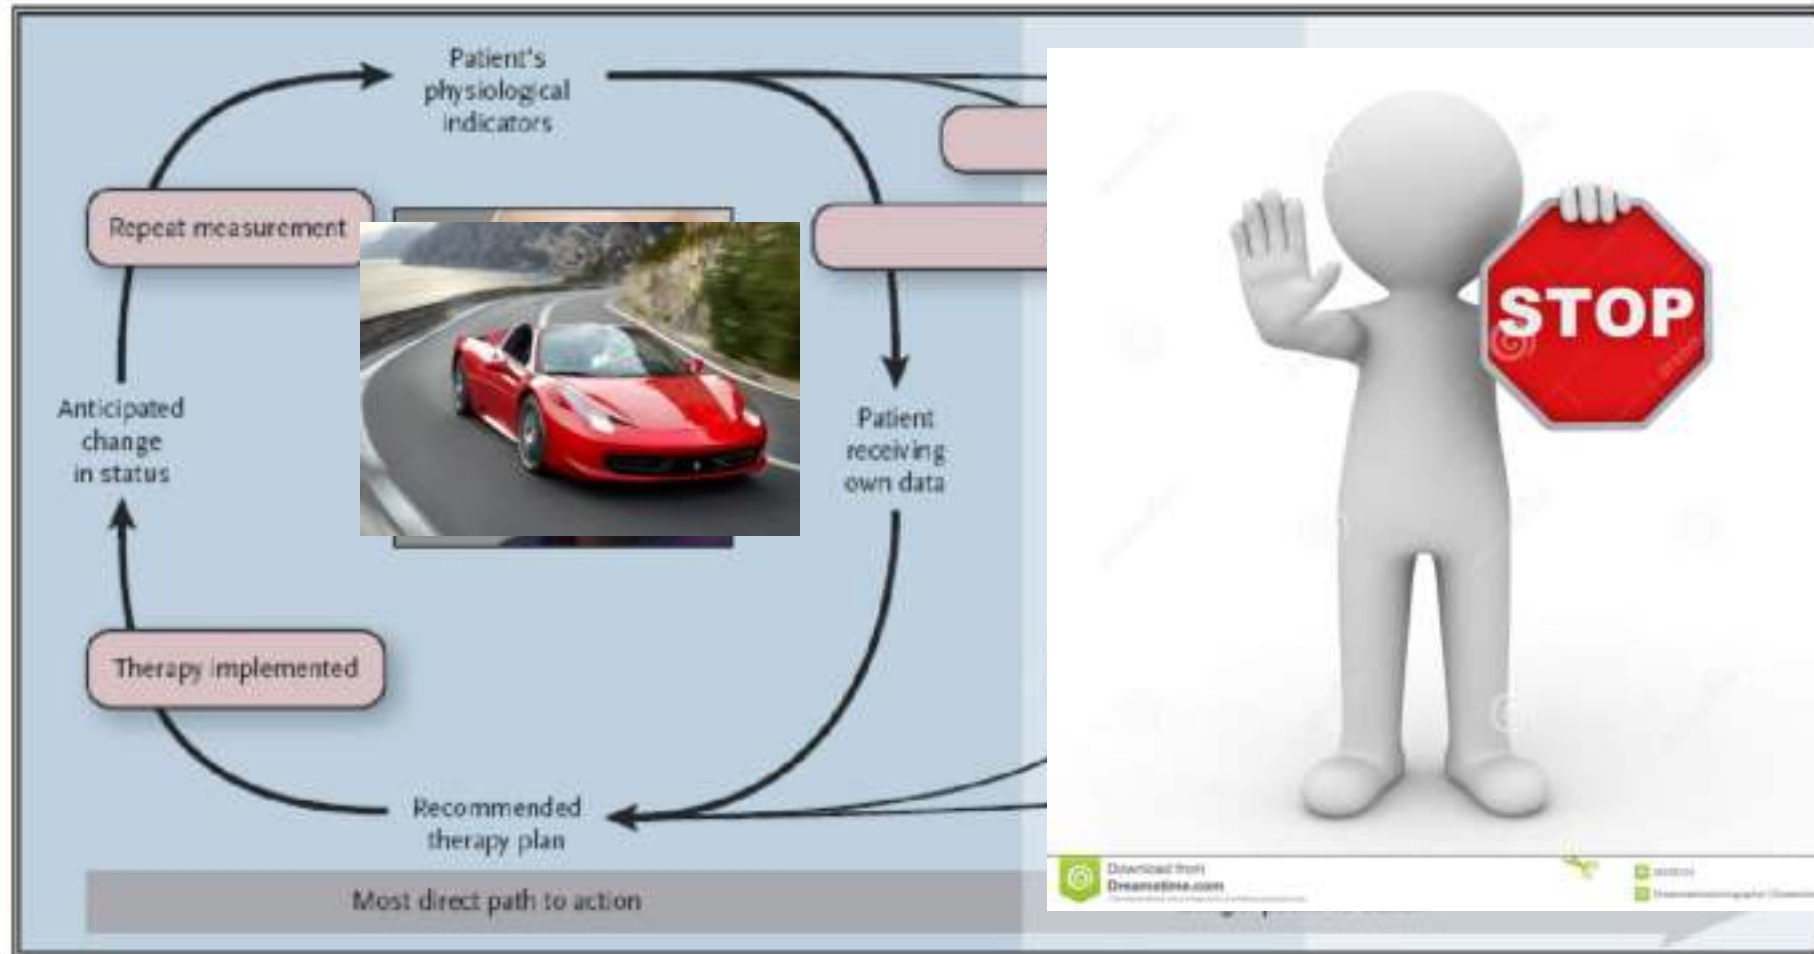 Patient's
physiological
indicators
Repeat measurement
STOP
Anticipated
change
in status
Patient
receiving
own data
Therapy implemented
Recommended
therapy plan
Download from
Dreamstime.com
Most direct path to action